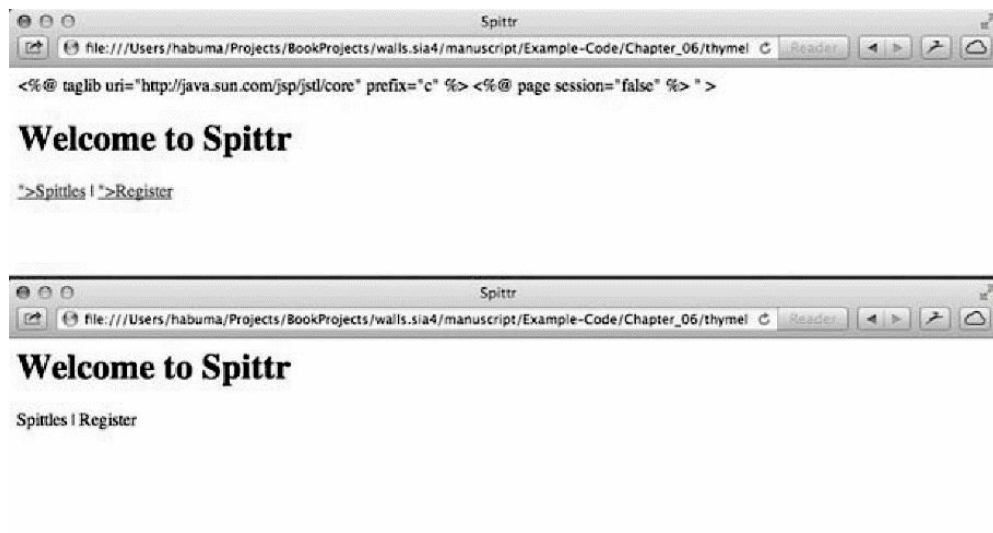 Spittr
file:///Users/habuma/Projects/BookProjects/walls.sia4/manuscript/Example-Code/Chapter_06/thymel
Reader
<%@ taglib uri="http://java.sun.com/jsp/jstl/core" prefix="c" %> <%@ page session="false" %> " >
Welcome to Spittr
">Spittles | ">Register
Spittr
file:///Users/habuma/Projects/BookProjects/walls.sia4/manuscript/Example-Code/Chapter_06/thymel
Reader
Welcome to Spittr
Spittles | Register